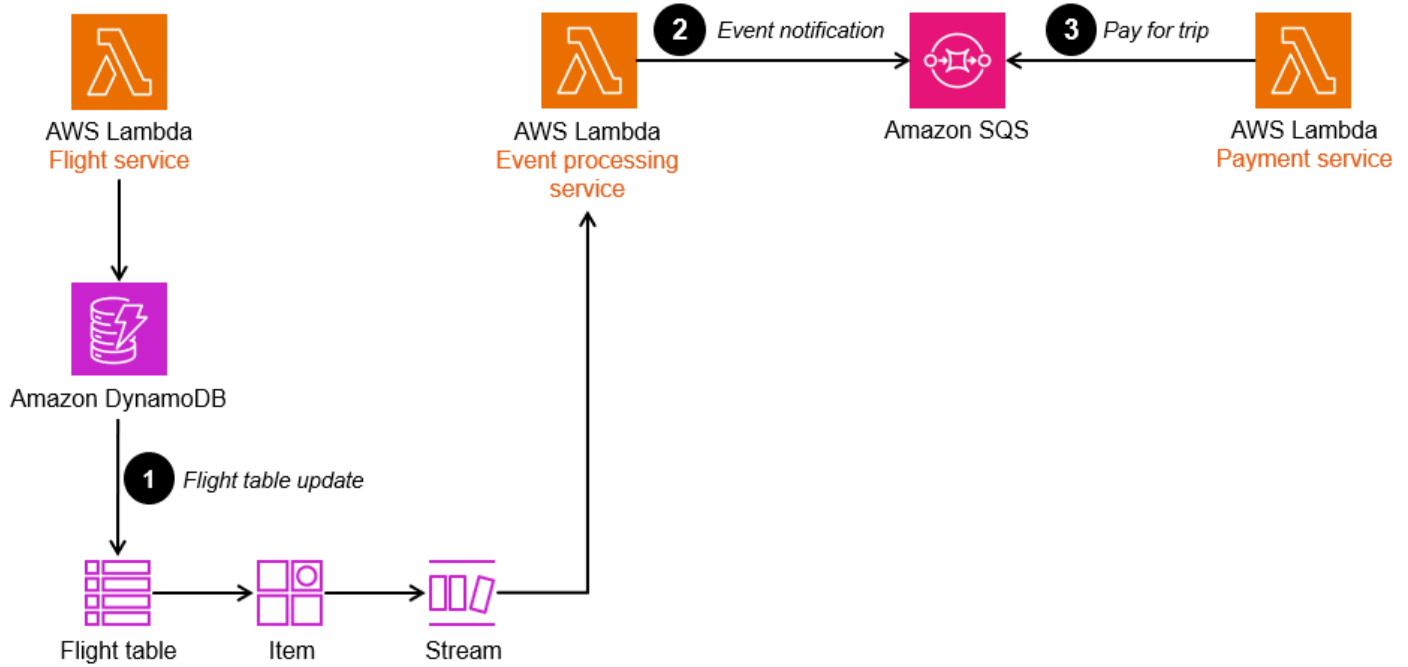 2 Event notification
3 Pay for trip
AWS Lambda
Flight service
AWS Lambda
Event processing
service
Amazon SQS
AWS Lambda
Payment service
Amazon DynamoDB
1 Flight table update
Flight table
Item
Stream